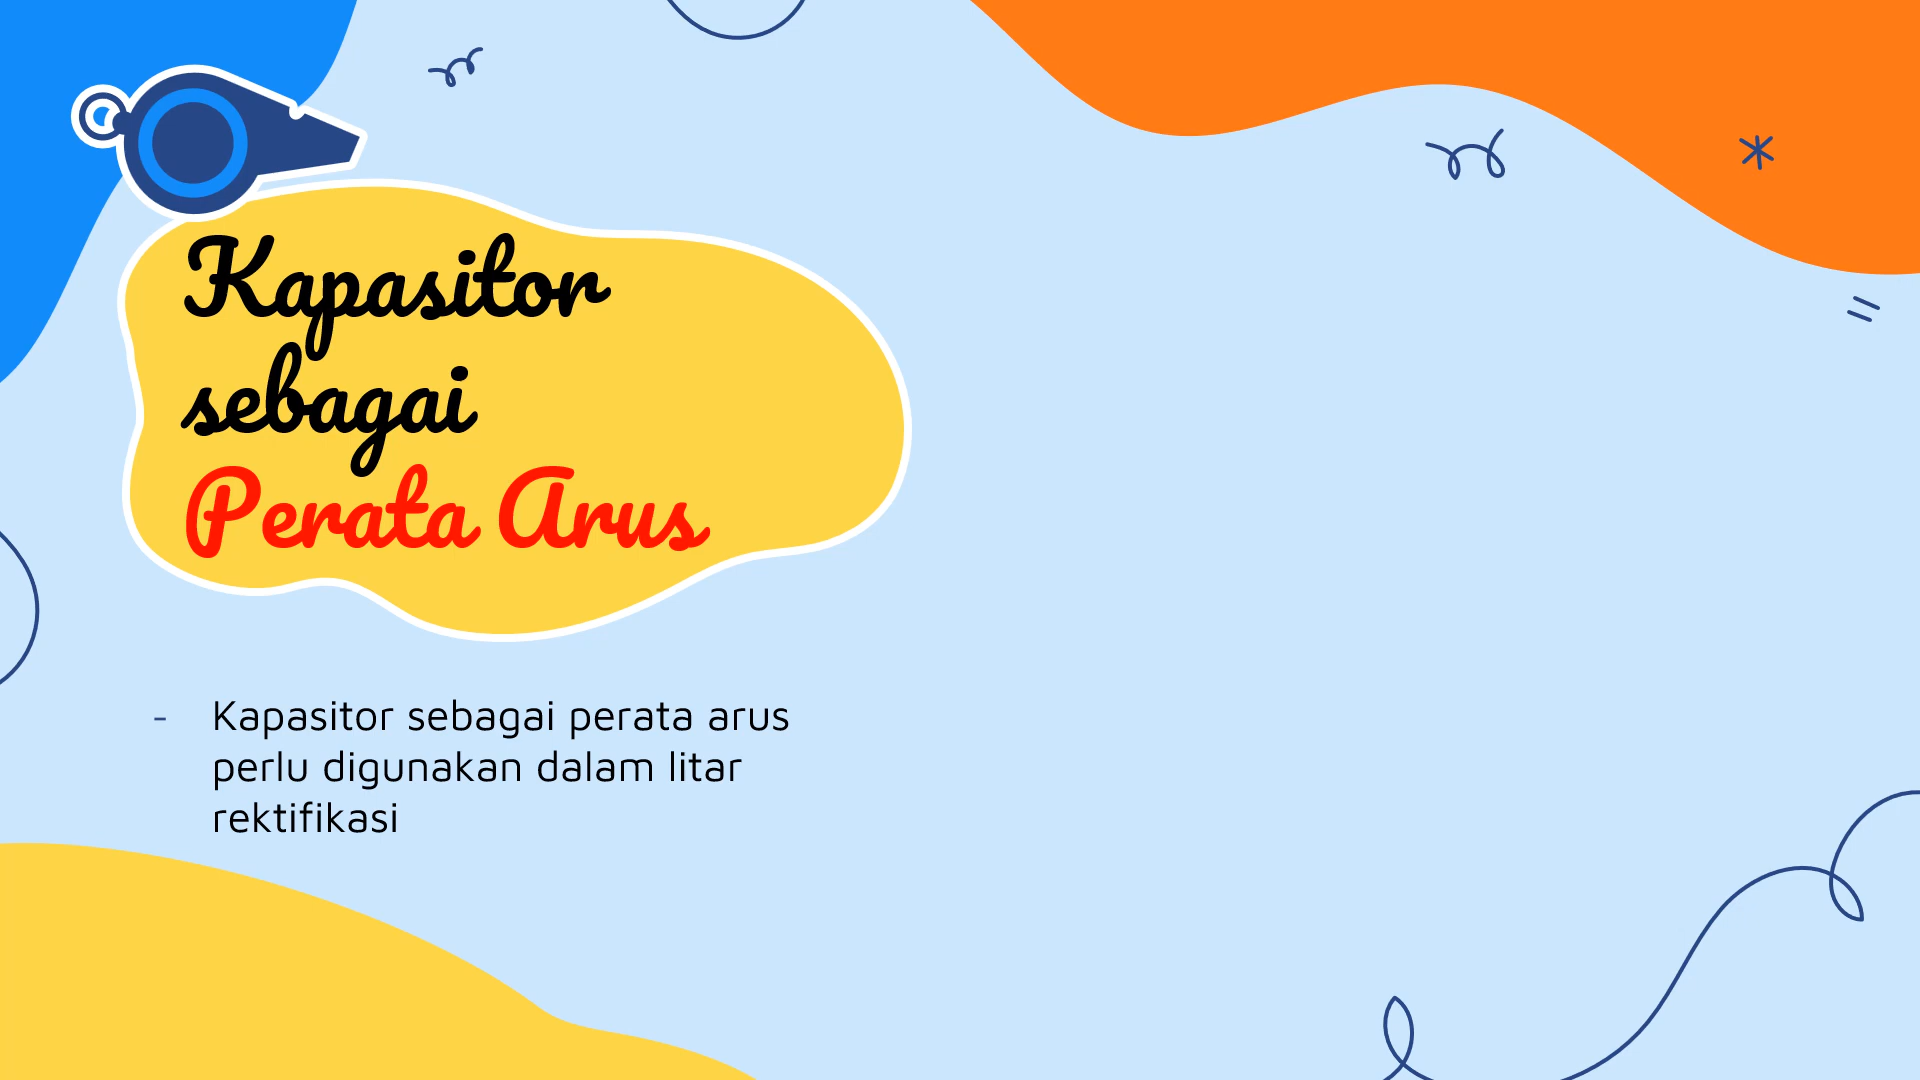 Kapasitor
sebagai
Perata Arus
- Kapasitor sebagai perata arus
perlu digunakan dalam litar
rektifikasi